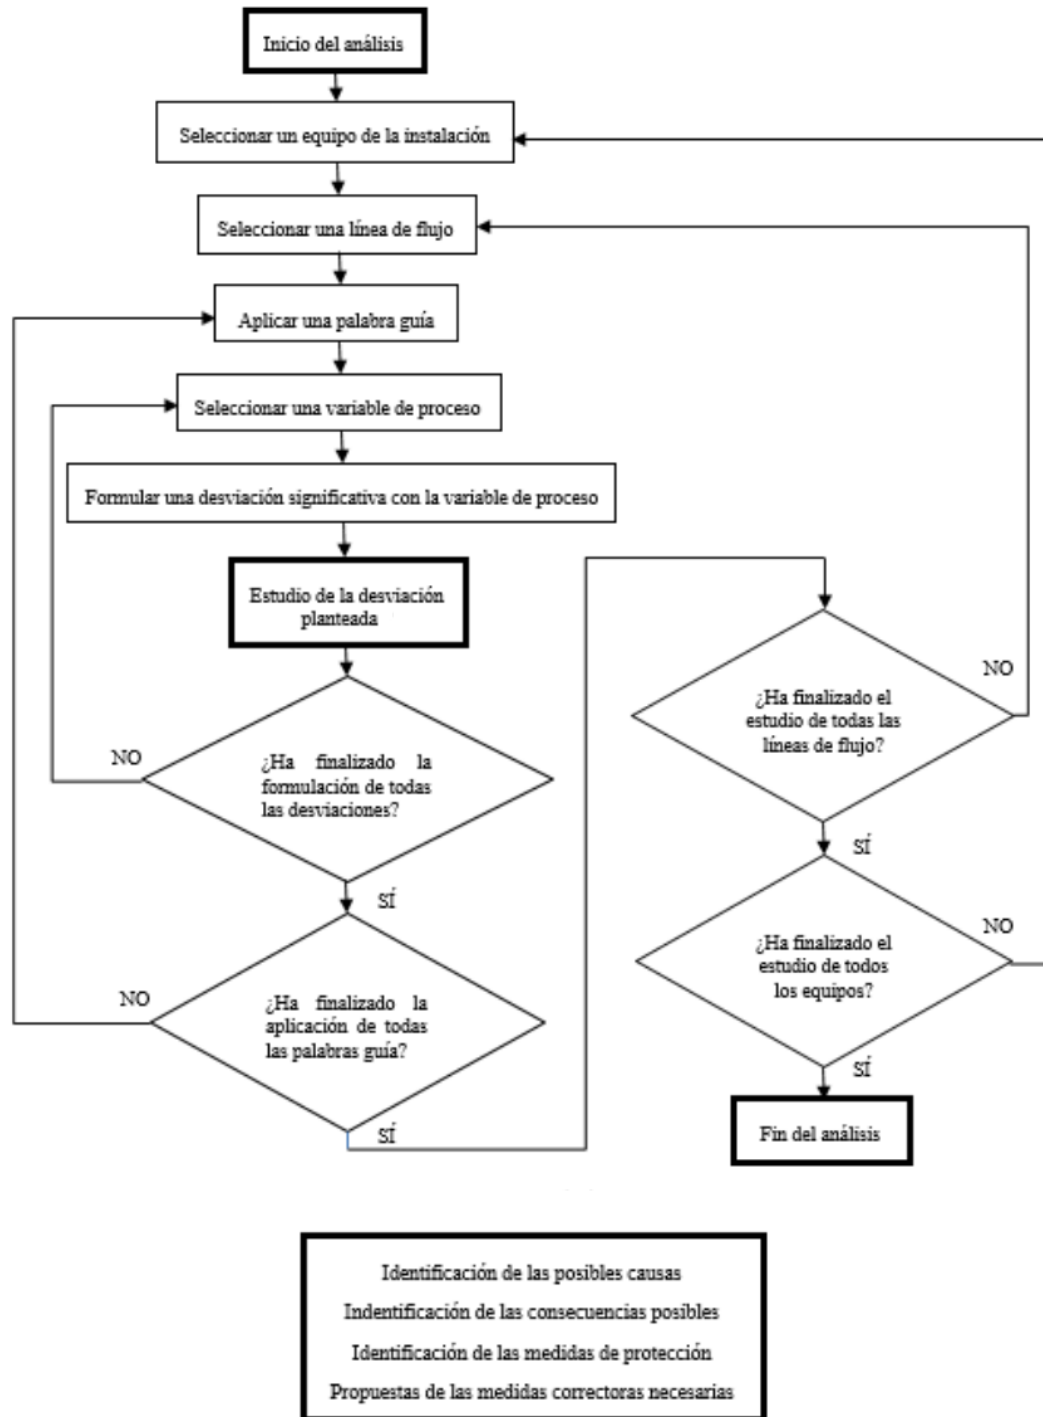 Inicio del análisis
Seleccionar un equipo de la instalación
Seleccionar una línea de flujo
Aplicar una palabra guía
Seleccionar una variable de proceso
Formular una desviación significativa con la variable de proceso
Estudio de la desviación
planteada
NO
¿Ha finalizado la
formulación de todas
las desviaciones?
SÍ
NO
¿Ha finalizado la
aplicación de todas
las palabras guía?
SÍ
NO
¿Ha finalizado el
estudio de todas las
líneas de flujo?
SÍ
NO
¿Ha finalizado el
estudio de todos
los equipos?
SÍ
Fin del análisis
Identificación de las posibles causas
Indentificación de las consecuencias posibles
Identificación de las medidas de protección
Propuestas de las medidas correctoras necesarias